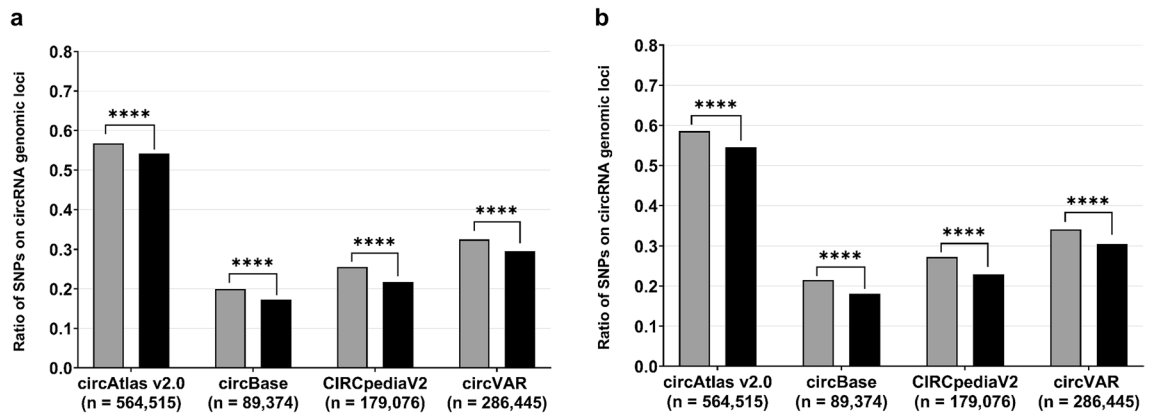 a
Ratio of SNPs on circRNA genomic loci
0.8
0.7
0.6
0.5
0.4
0.3
0.2
0.1
0.0
****
****
****
****
circAtlas v2.0
(n = 564,515)
circBase
(n = 89,374)
CIRCpediaV2
(n = 179,076)
circVAR
(n = 286,445)
b
Ratio of SNPs on circRNA genomic loci
0.8
0.7
0.6
0.5
0.4
0.3
0.2
0.1
0.0
****
****
****
****
circAtlas v2.0
(n = 564,515)
circBase
(n = 89,374)
CIRCpediaV2
(n = 179,076)
circVAR
(n = 286,445)